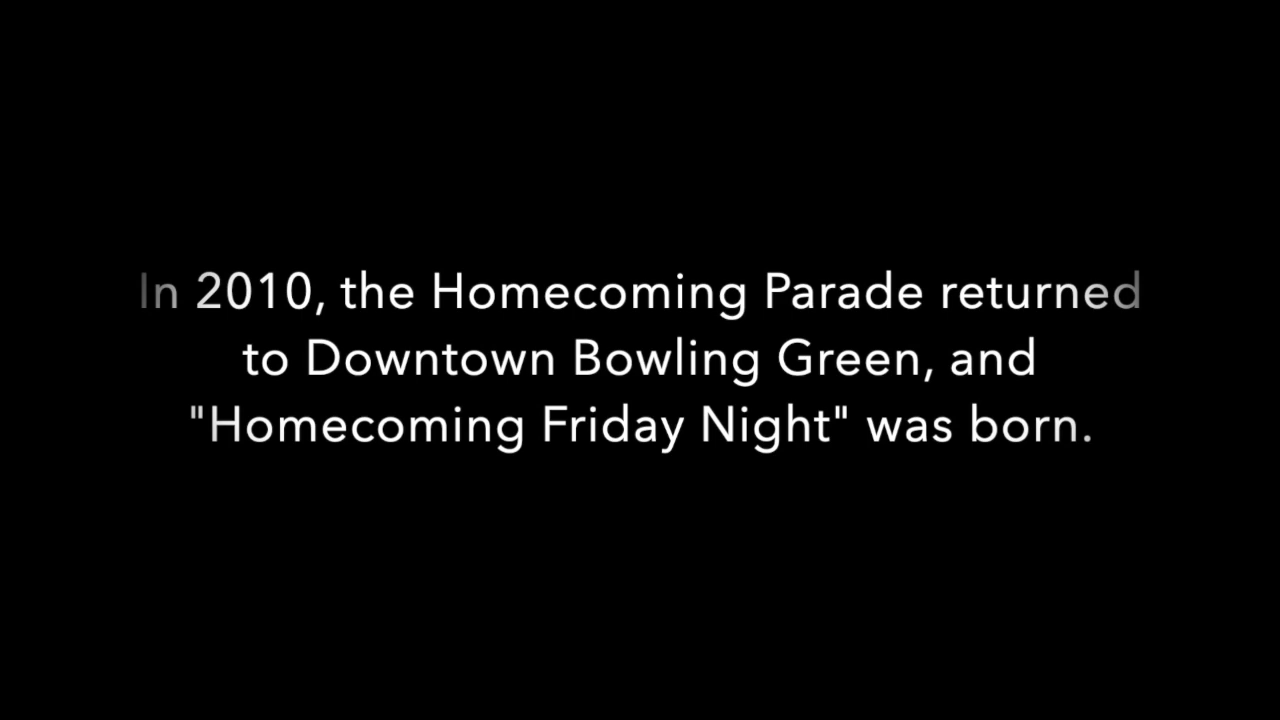 In 2010, the Homecoming Parade returned
to Downtown Bowling Green, and
"Homecoming Friday Night" was born.